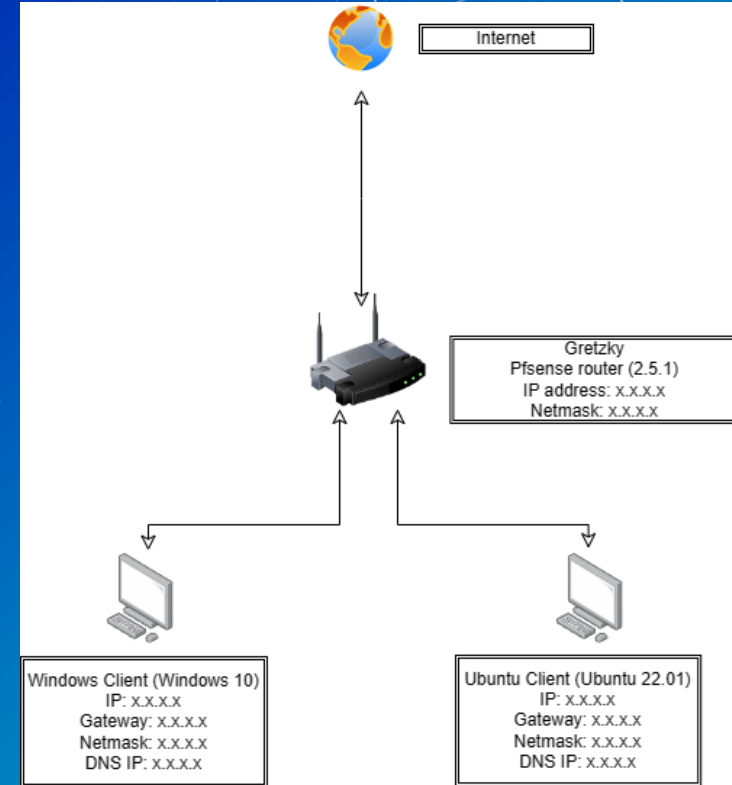 Internet
Gretzky
Pfsense router (2.5.1)
IP address: x.x.x.x
Netmask: x.x.x.x
Windows Client (Windows 10)
IP: x.x.x.x
Gateway: x.x.x.x
Netmask: x.x.x.x
DNS IP: x.x.x.x
Ubuntu Client (Ubuntu 22.01)
IP: x.x.x.x
Gateway: x.x.x.x
Netmask: x.x.x.x
DNS IP: x.x.x.x